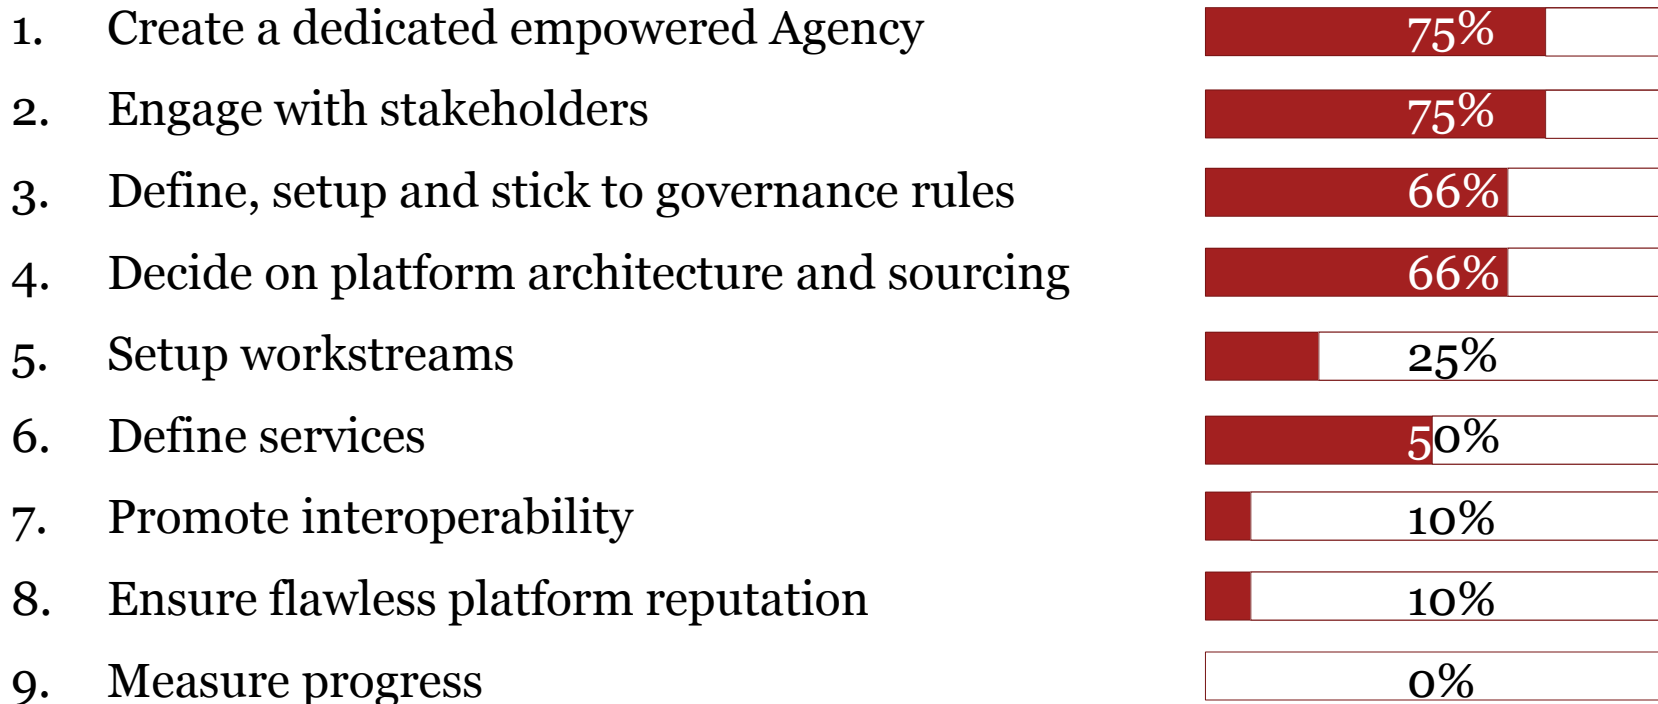 1. Create a dedicated empowered Agency 75%
2. Engage with stakeholders 75%
3. Define, setup and stick to governance rules 66%
4. Decide on platform architecture and sourcing 66%
5. Setup workstreams 25%
6. Define services 50%
7. Promote interoperability 10%
8. Ensure flawless platform reputation 10%
9. Measure progress 0%